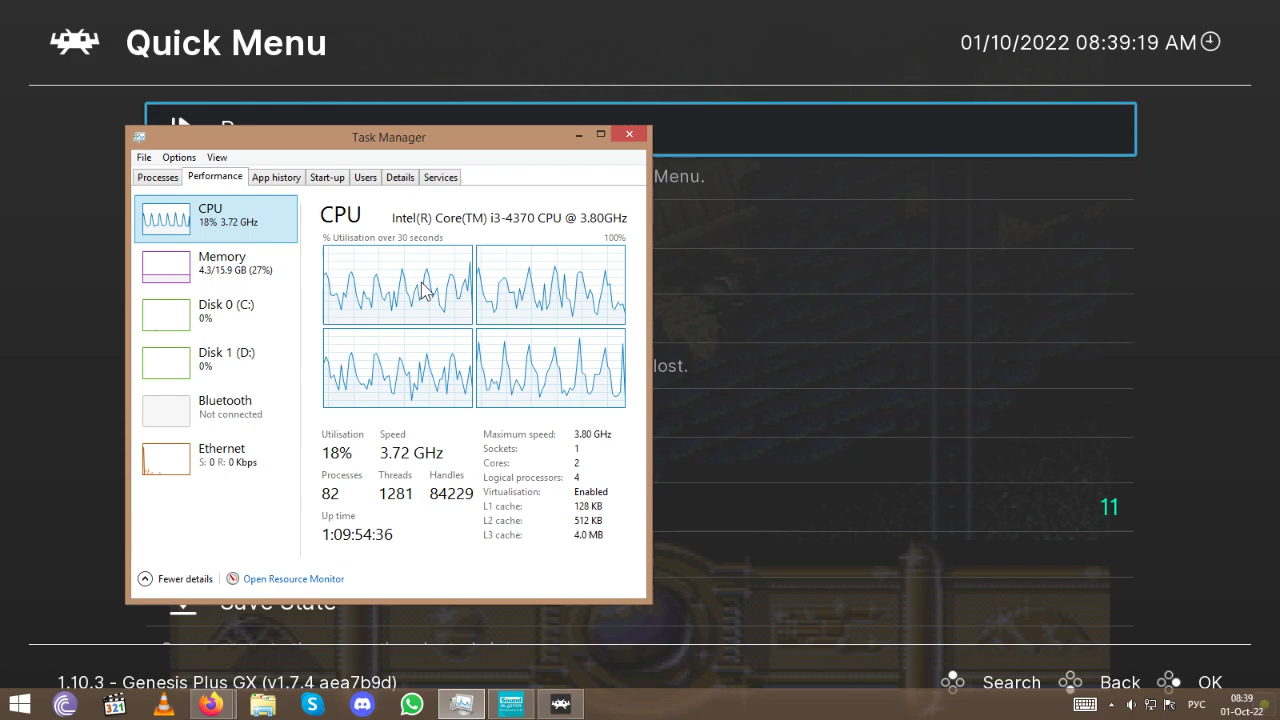 Quick Menu
01/10/2022 08:39:19 AM
Task Manager
File Options View
Processes Performance App history Start-up Users Details Services
CPU
18% 3.72 GHz
Memory
4.3/15.9 GB (27%)
Disk 0 (C:)
0%
Disk 1 (D:)
0%
Bluetooth
Not connected
Ethernet
S: 0 R: 0 Kbps
CPU Intel(R) Core(TM) i3-4370 CPU @ 3.80GHz
% Utilisation over 30 seconds 100%
Utilisation Speed
18% 3.72 GHz
Processes Threads Handles
82 1281 84229
Up time
1:09:54:36
Maximum speed: 3.80 GHz
Sockets: 1
Cores: 2
Logical processors: 4
Virtualisation: Enabled
L1 cache: 128 KB
L2 cache: 512 KB
L3 cache: 4.0 MB
Fewer details Open Resource Monitor
Menu.
lost.
11
Save State
1.10.3 - Genesis Plus GX (v1.7.4 aea7b9d)
Search Back OK
321
Sound
BLASTER
РУС
08:39
01-Oct-22